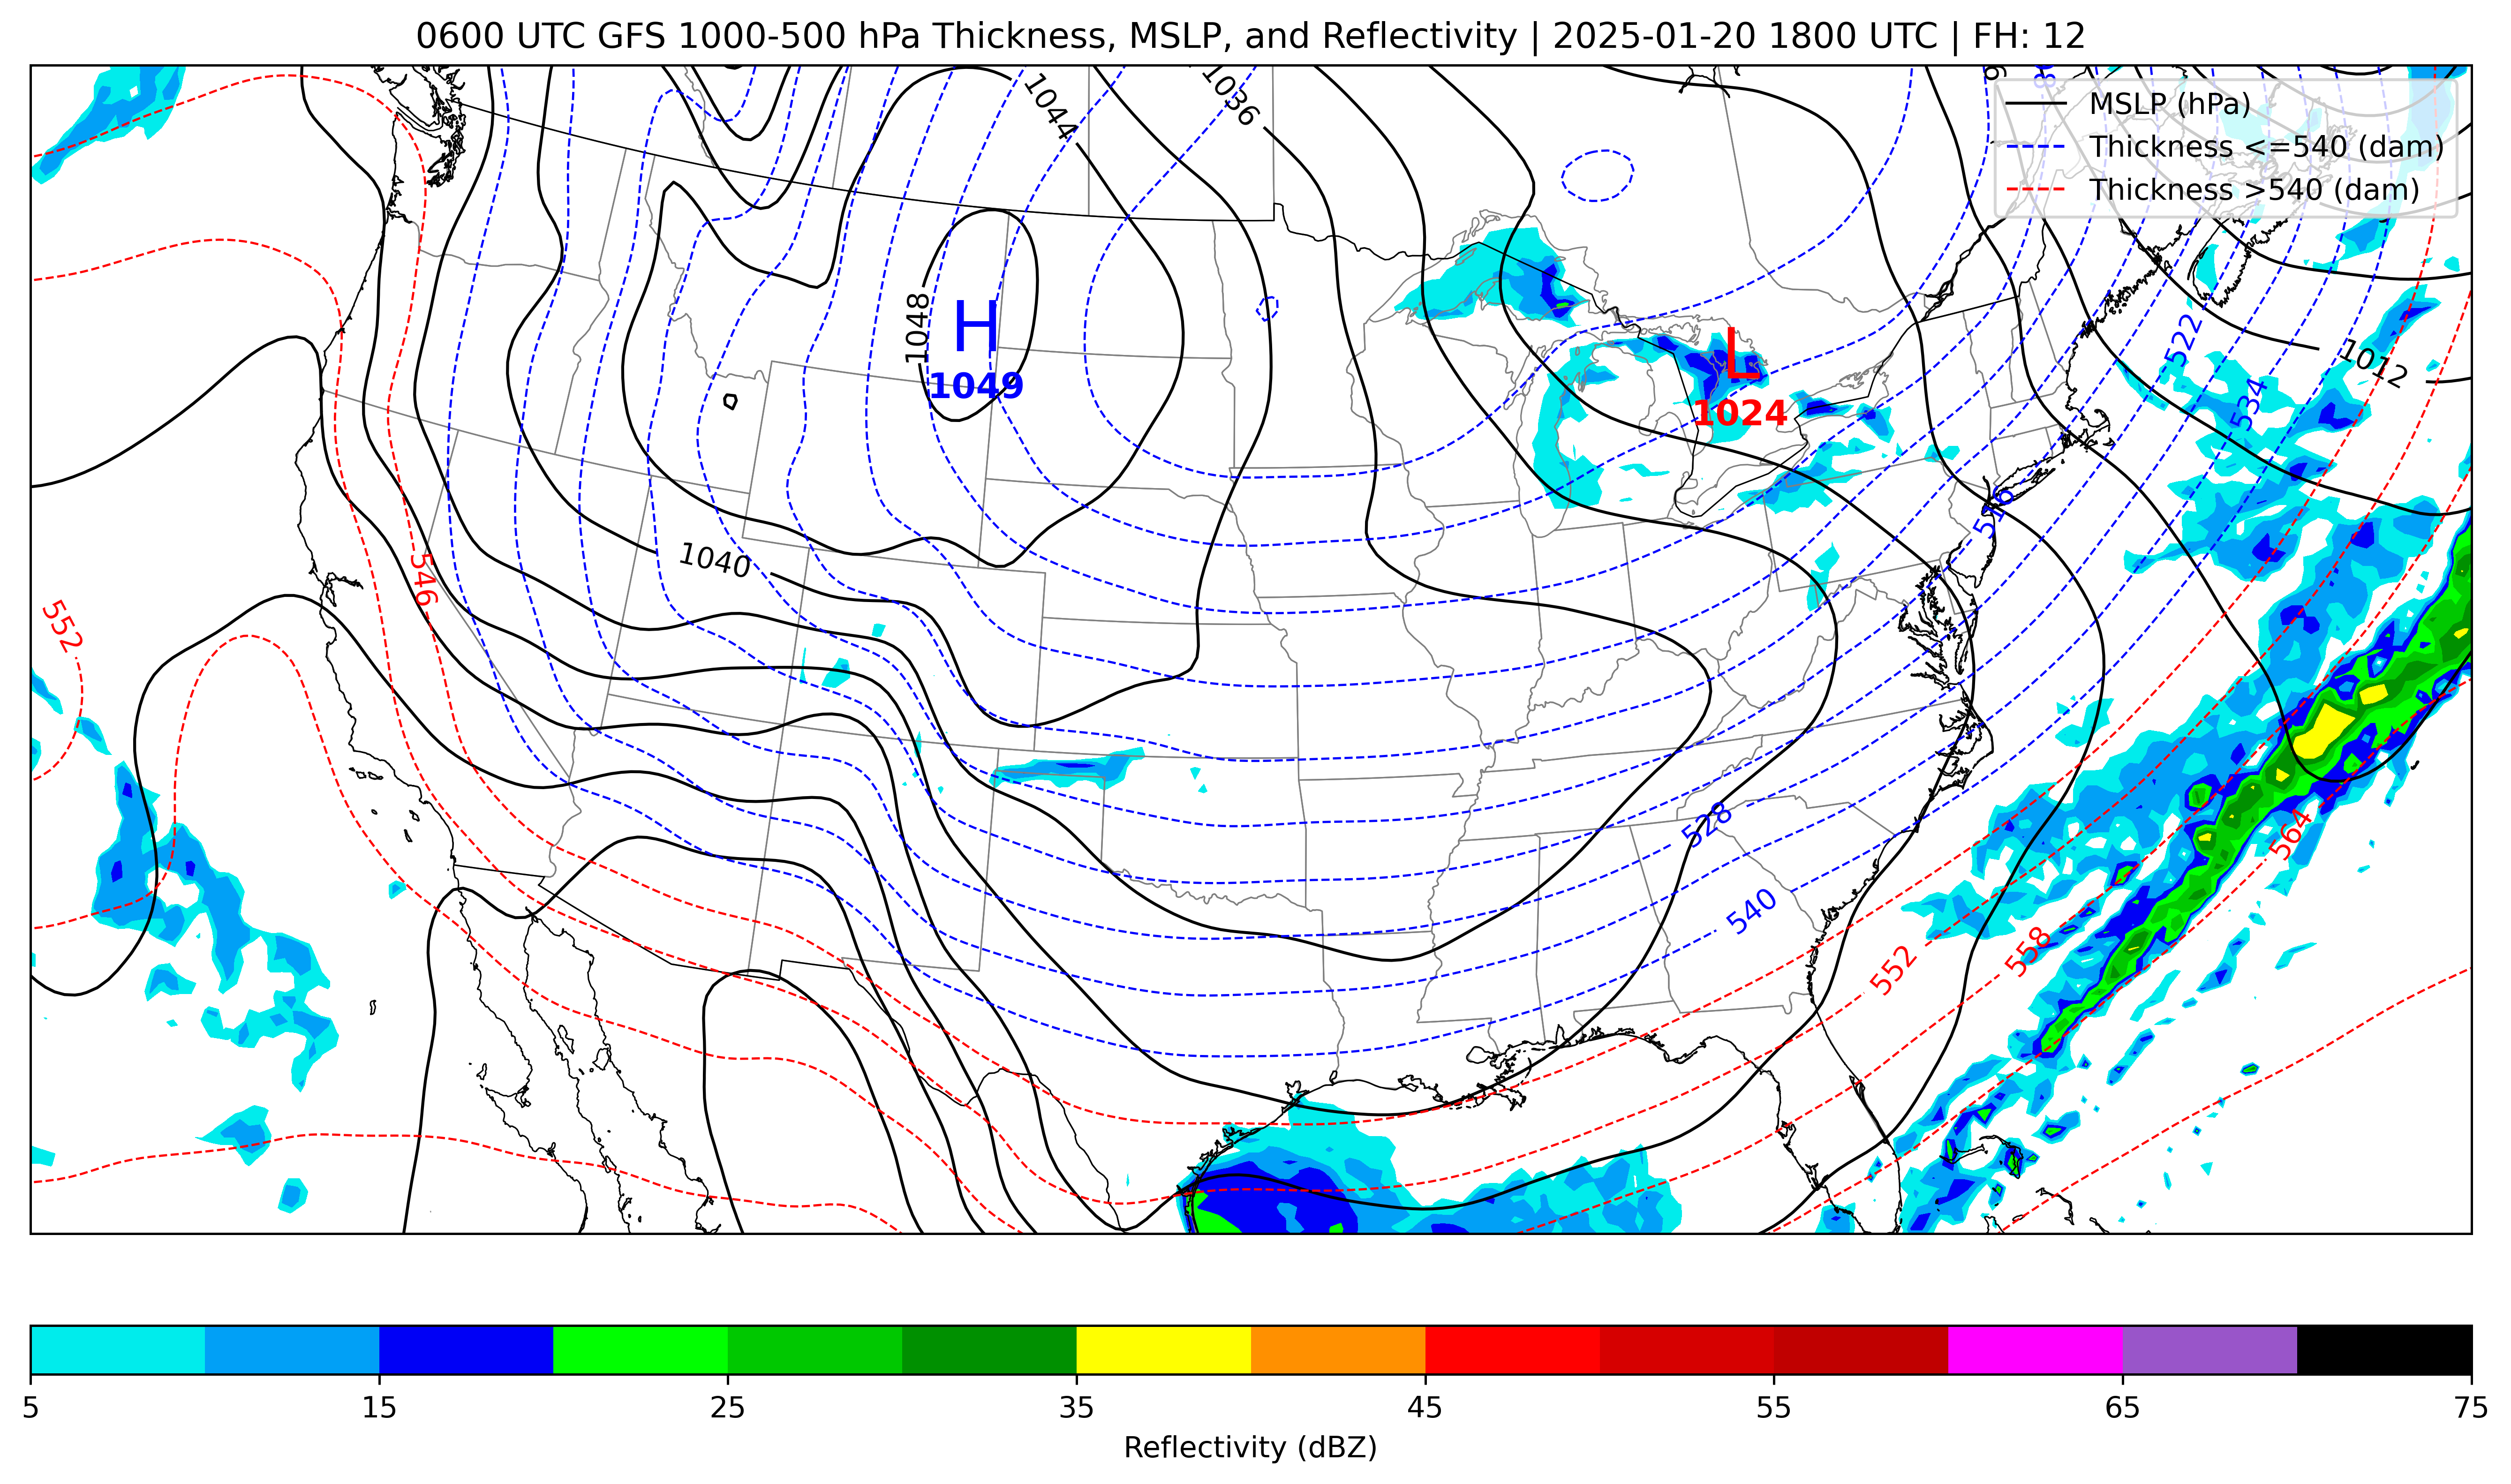 0600 UTC GFS 1000-500 hPa Thickness, MSLP, and Reflectivity | 2025-01-20 1800 UTC | FH: 12
MSLP (hPa)
Thickness <=540 (dam)
Thickness >540 (dam)
1044
1036
1048
H
1049
L
1024
1012
522
534
516
1040
546
552
528
540
552
558
564
5 15 25 35 45 55 65 75
Reflectivity (dBZ)